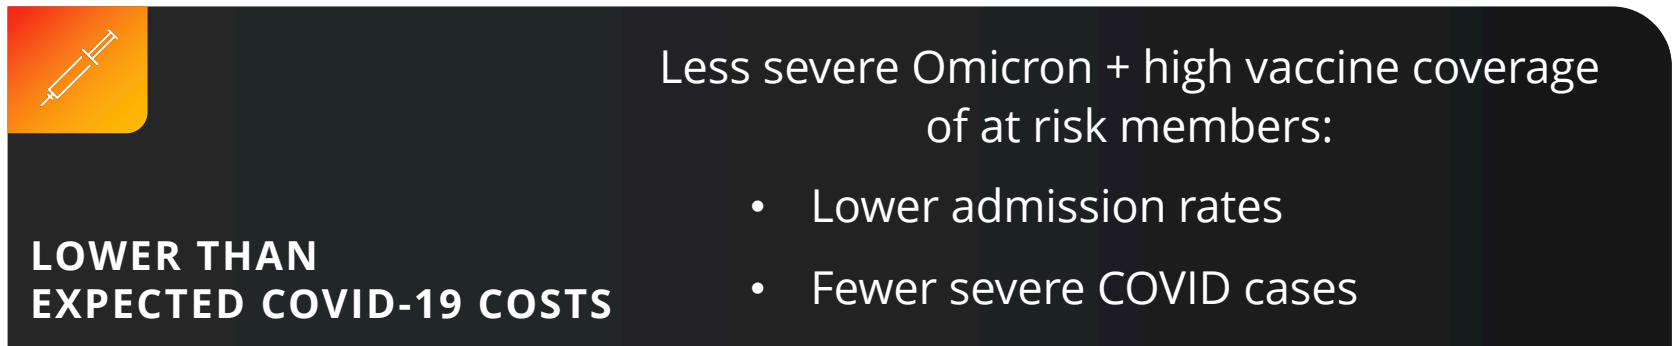 LOWER THAN
EXPECTED COVID-19 COSTS
Less severe Omicron + high vaccine coverage
of at risk members:
• Lower admission rates
• Fewer severe COVID cases